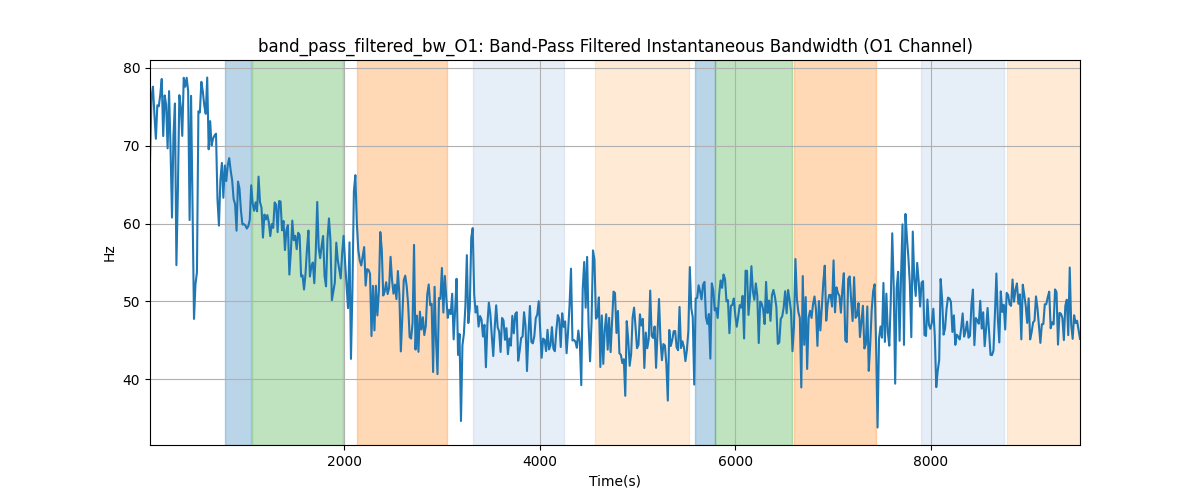 band_pass_filtered_bw_O1: Band-Pass Filtered Instantaneous Bandwidth (O1 Channel)
80
70
60
50
40
Hz
2000 4000 6000 8000
Time(s)